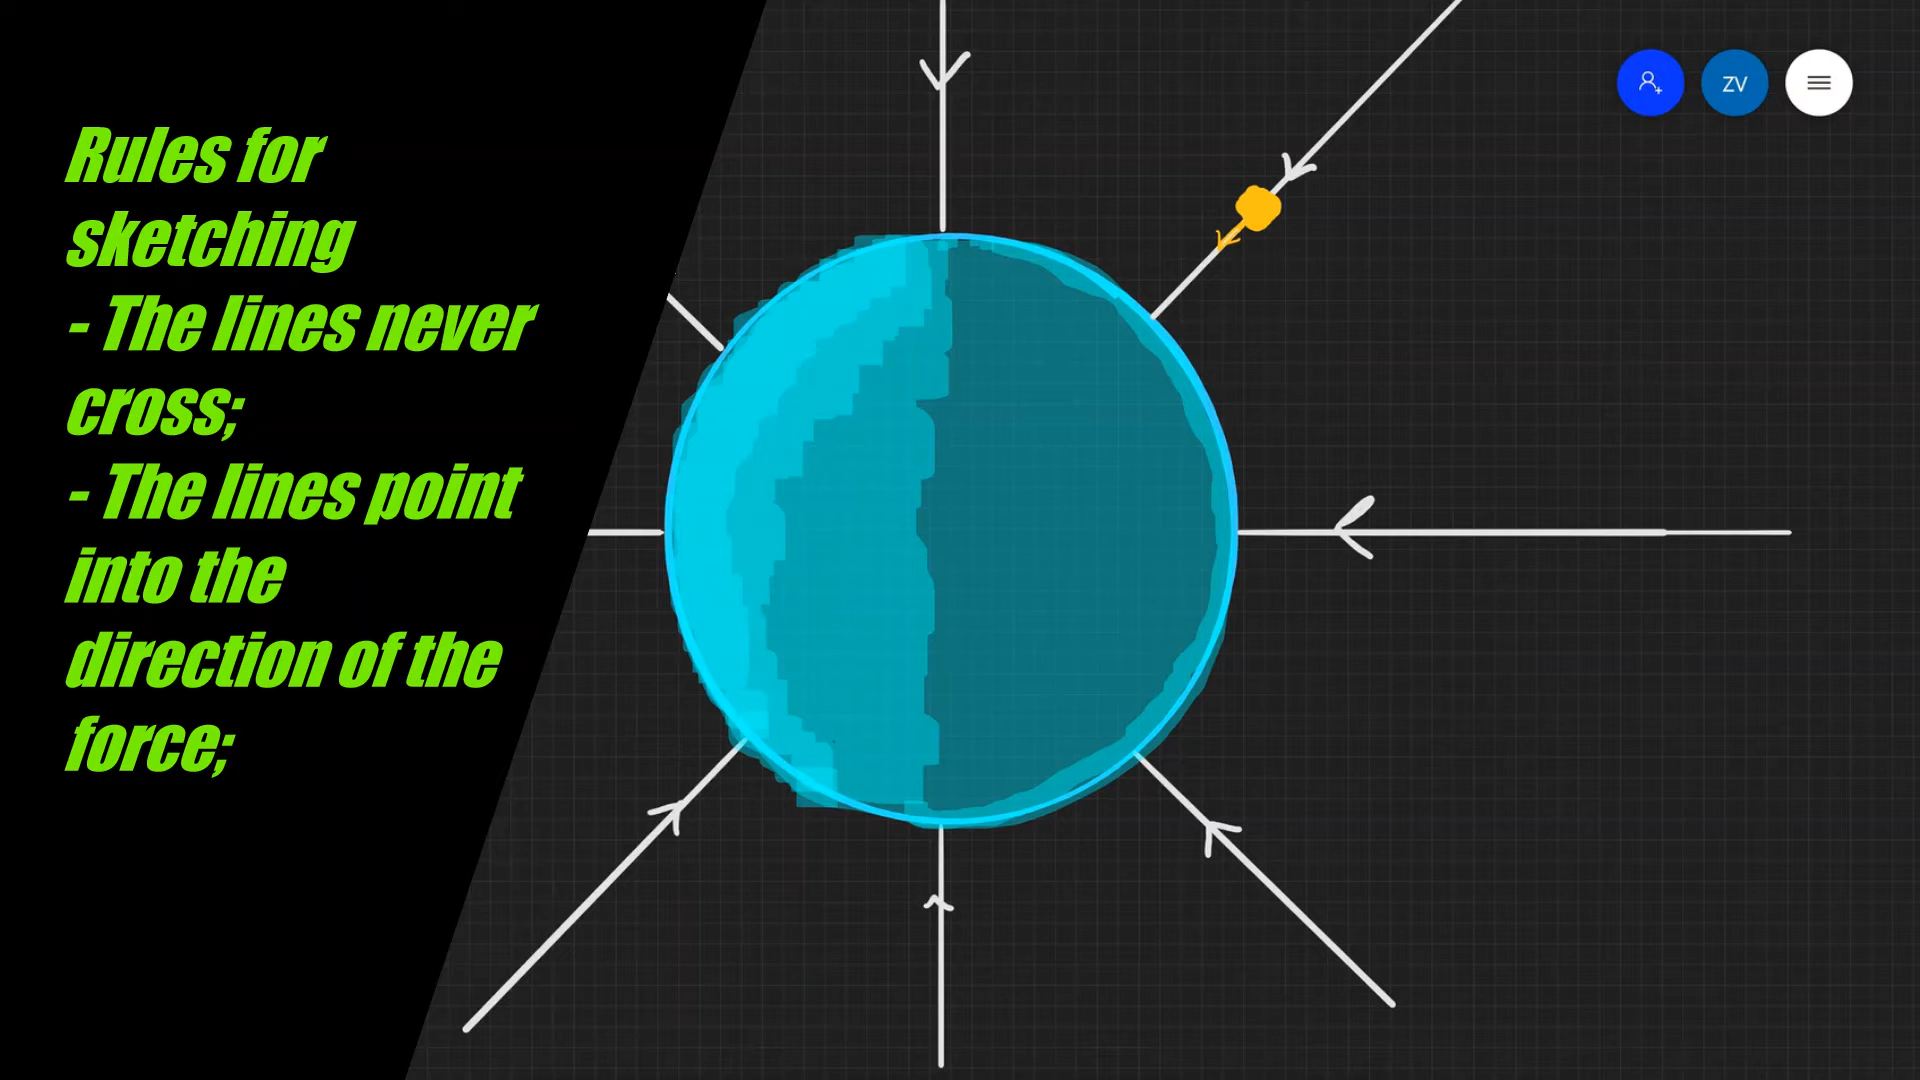 Rules for
sketching
- The lines never
cross;
- The lines point
into the
direction of the
force;
ZV